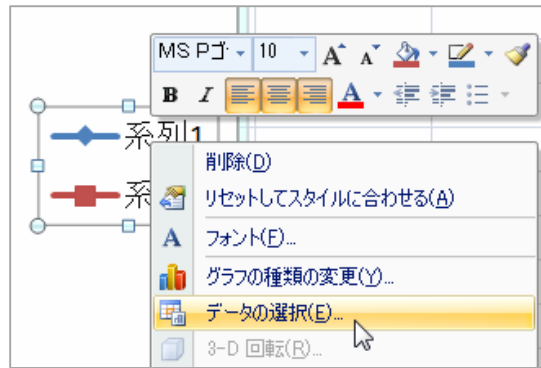 MS Pゴ 10 A A
B I A
系列1
系
削除(D)
リセットしてスタイルに合わせる(A)
A フォント(F)...
グラフの種類の変更(Y)...
データの選択(E)...
3-D 回転(R)...